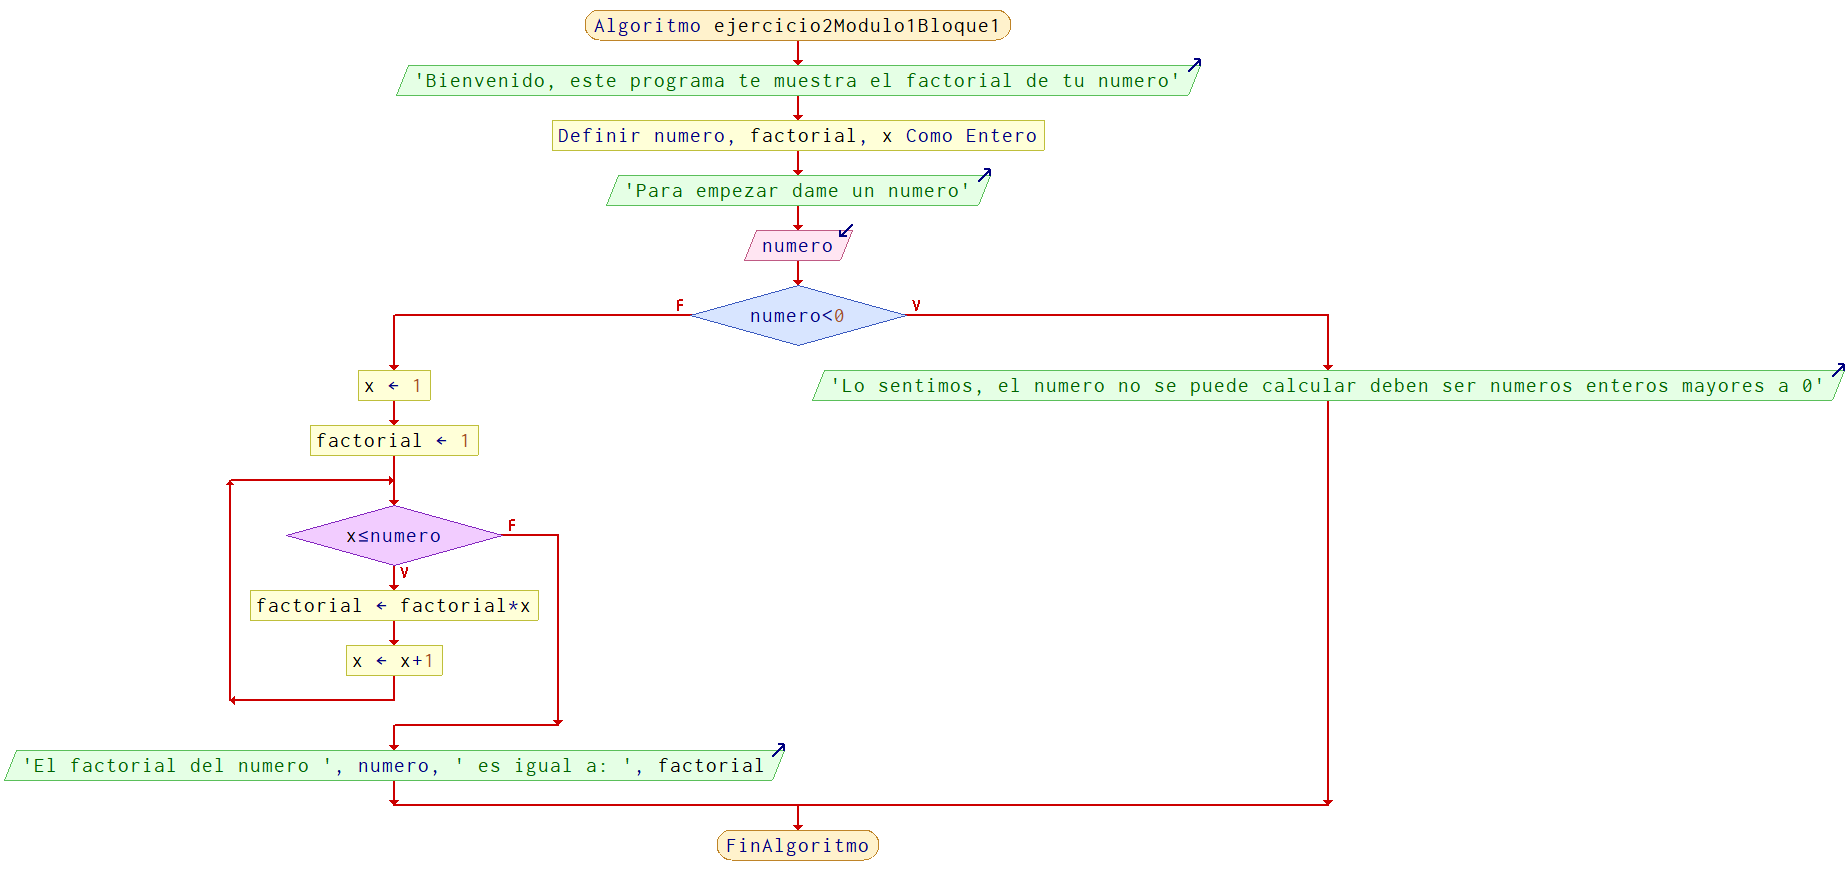 Algoritmo ejercicio2Modulo1Bloque1
'Bienvenido, este programa te muestra el factorial de tu numero'
Definir numero, factorial, x Como Entero
'Para empezar dame un numero'
numero
numero<0
F
V
x ← 1
'Lo sentimos, el numero no se puede calcular deben ser numeros enteros mayores a 0'
factorial ← 1
x≤numero
F
V
factorial ← factorial*x
x ← x+1
'El factorial del numero ', numero, ' es igual a: ', factorial
FinAlgoritmo